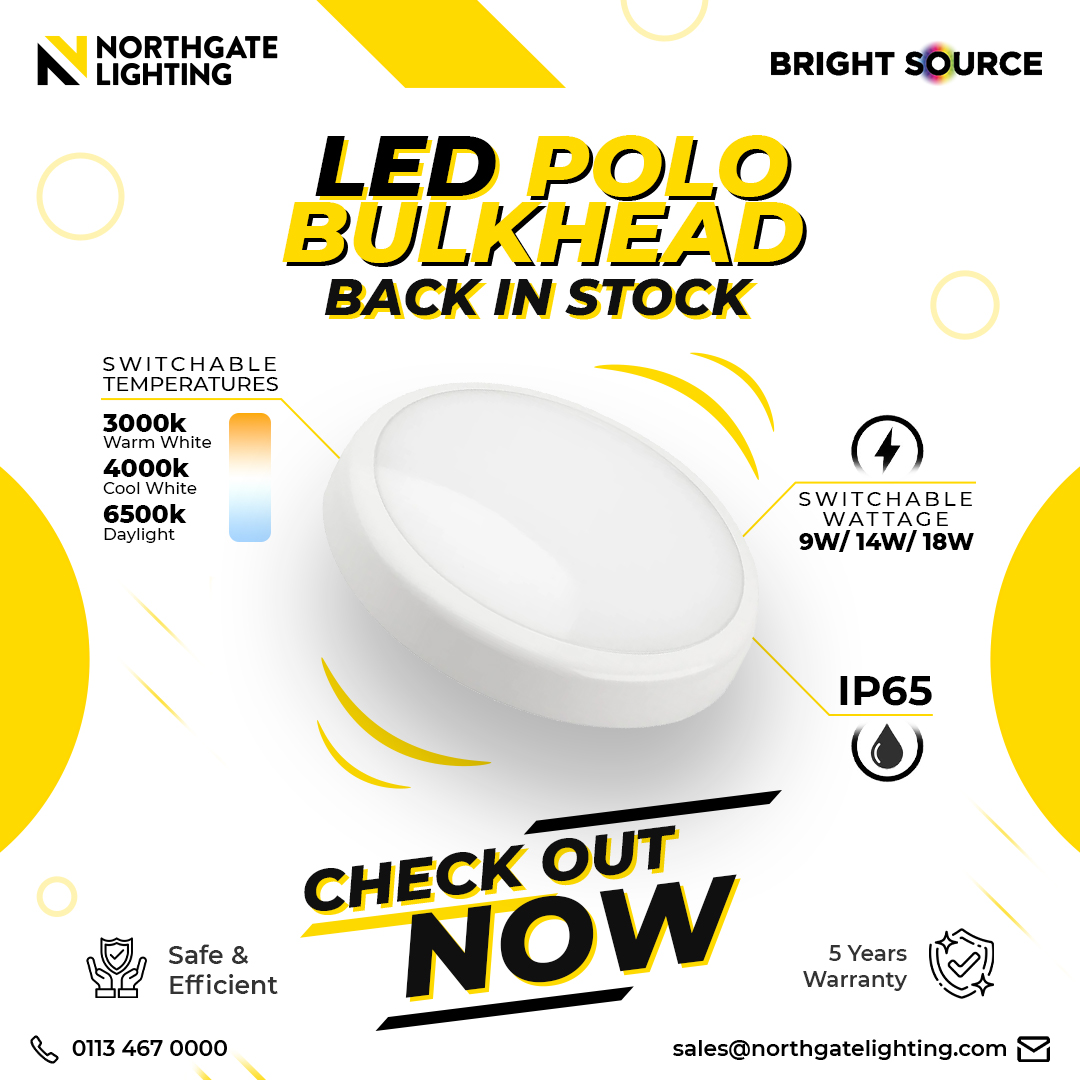 NORTHGATE
LIGHTING
BRIGHT SOURCE
LED POLO
BULKHEAD
BACK IN STOCK
SWITCHABLE
TEMPERATURES
3000k
Warm White
4000k
Cool White
6500k
Daylight
SWITCHABLE
WATTAGE
9W/ 14W/ 18W
IP65
CHECK OUT
NOW
Safe &
Efficient
5 Years
Warranty
0113 467 0000
sales@northgatelighting.com